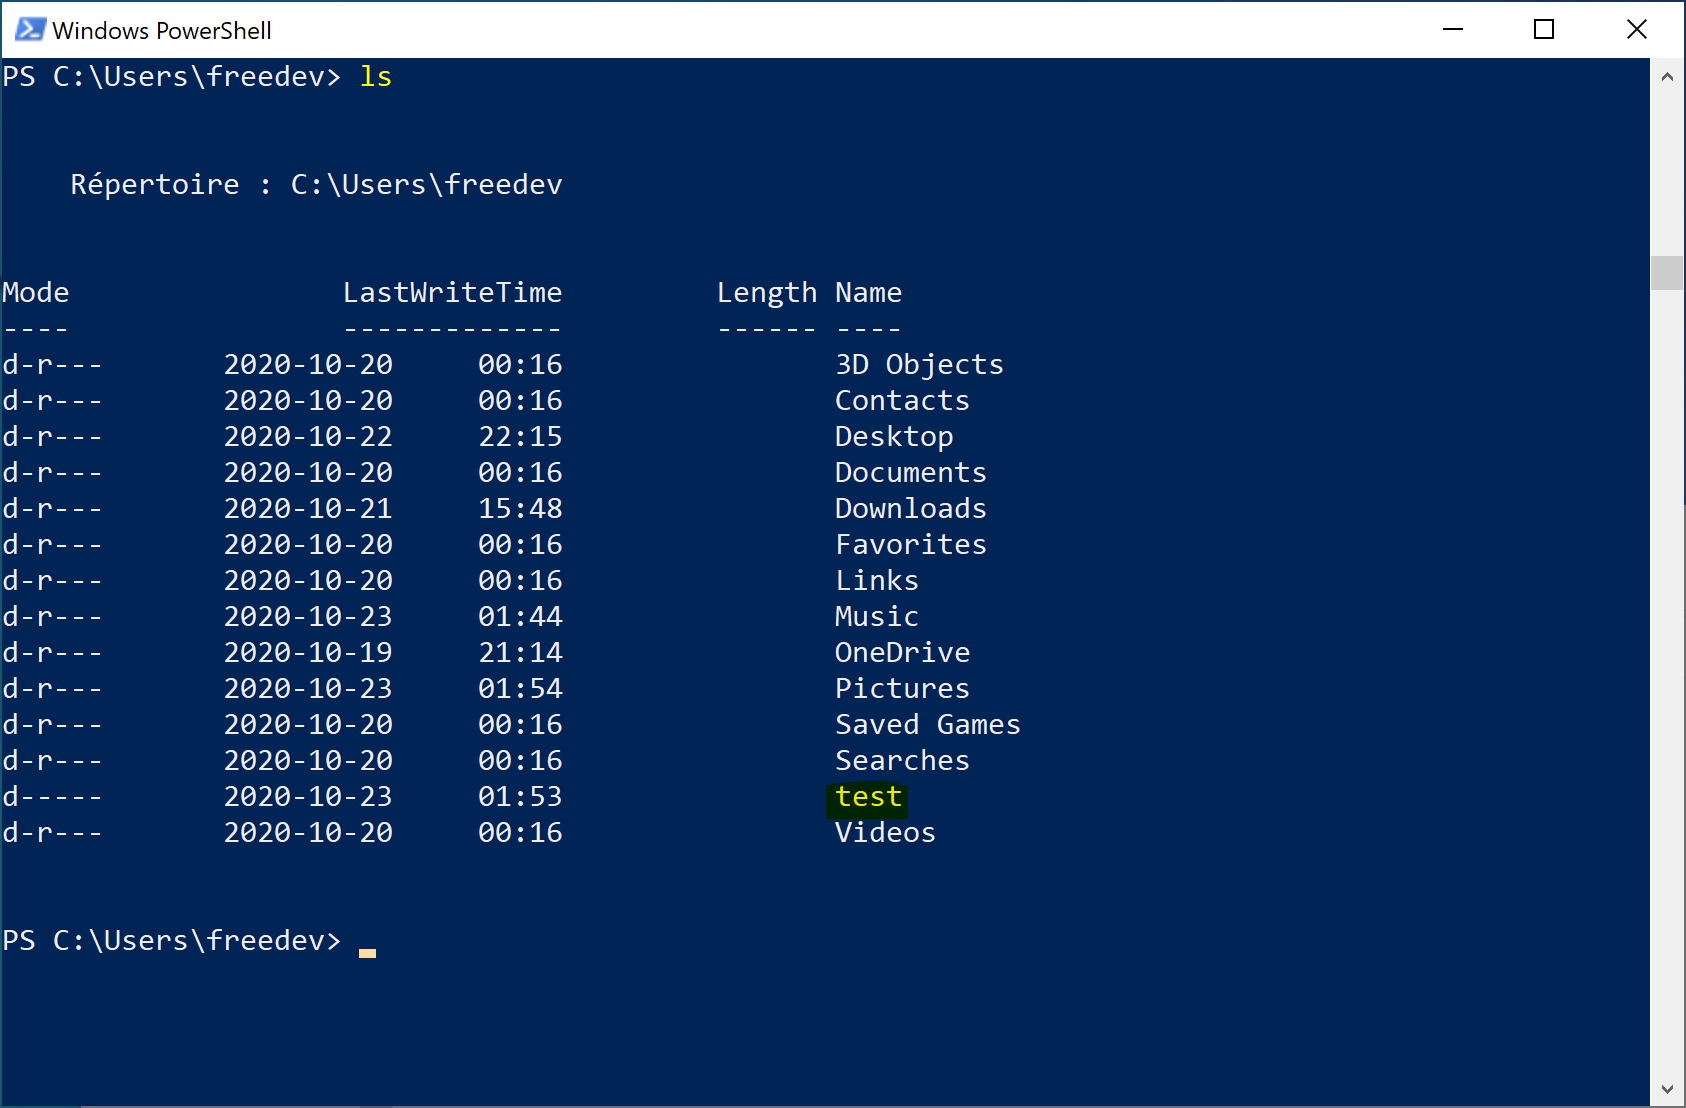 Windows PowerShell
PS C:\Users\freedev> ls
Répertoire : C:\Users\freedev
Mode LastWriteTime Length Name
---- ------------- ------ ----
d-r--- 2020-10-20 00:16 3D Objects
d-r--- 2020-10-20 00:16 Contacts
d-r--- 2020-10-22 22:15 Desktop
d-r--- 2020-10-20 00:16 Documents
d-r--- 2020-10-21 15:48 Downloads
d-r--- 2020-10-20 00:16 Favorites
d-r--- 2020-10-20 00:16 Links
d-r--- 2020-10-23 01:44 Music
d-r--- 2020-10-19 21:14 OneDrive
d-r--- 2020-10-23 01:54 Pictures
d-r--- 2020-10-20 00:16 Saved Games
d-r--- 2020-10-20 00:16 Searches
d----- 2020-10-23 01:53 test
d-r--- 2020-10-20 00:16 Videos
PS C:\Users\freedev>